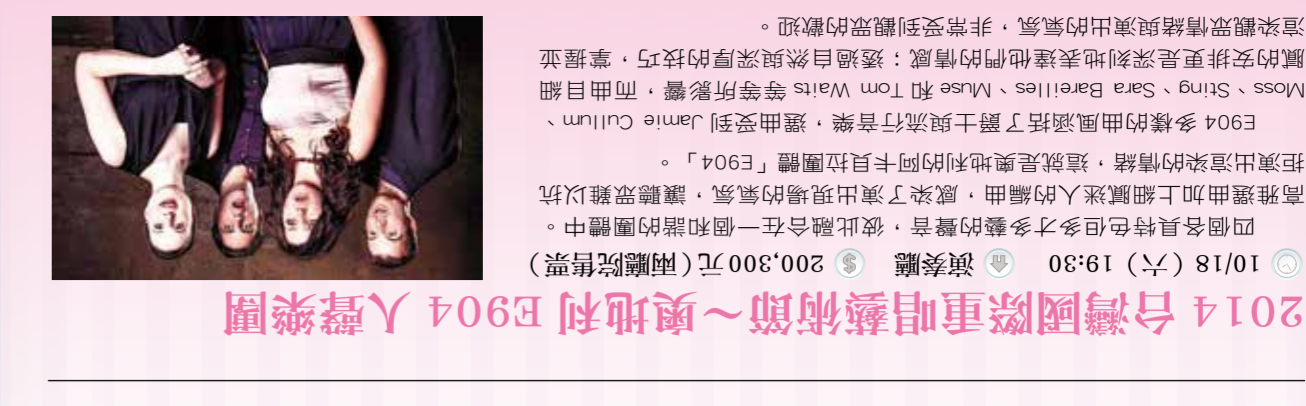 2014 台灣國際重唱藝術節～奧地利 E904 人聲樂團
10/18（六）19:30 演奏廳 $ 200,300 元（兩廳院售票）
四個各具特色但多才多藝的聲音，彼此融合在一個和諧的團體中。
高雅選曲加上細膩迷人的編曲，感染了演出現場的氣氛，讓聽眾難以抗
拒演出渲染的情緒，這就是奧地利的阿卡貝拉團體「E904」。
E904 多樣的曲風涵括了爵士與流行音樂，選曲受到 Jamie Cullum、
Moss、Sting、Sara Bareilles、Muse 和 Tom Waits 等等所影響，而曲目細
膩的安排更是深刻地表達他們的情感；透過自然與深厚的技巧，掌握並
渲染觀眾情緒與演出的氣氛，非常受到觀眾的歡迎。